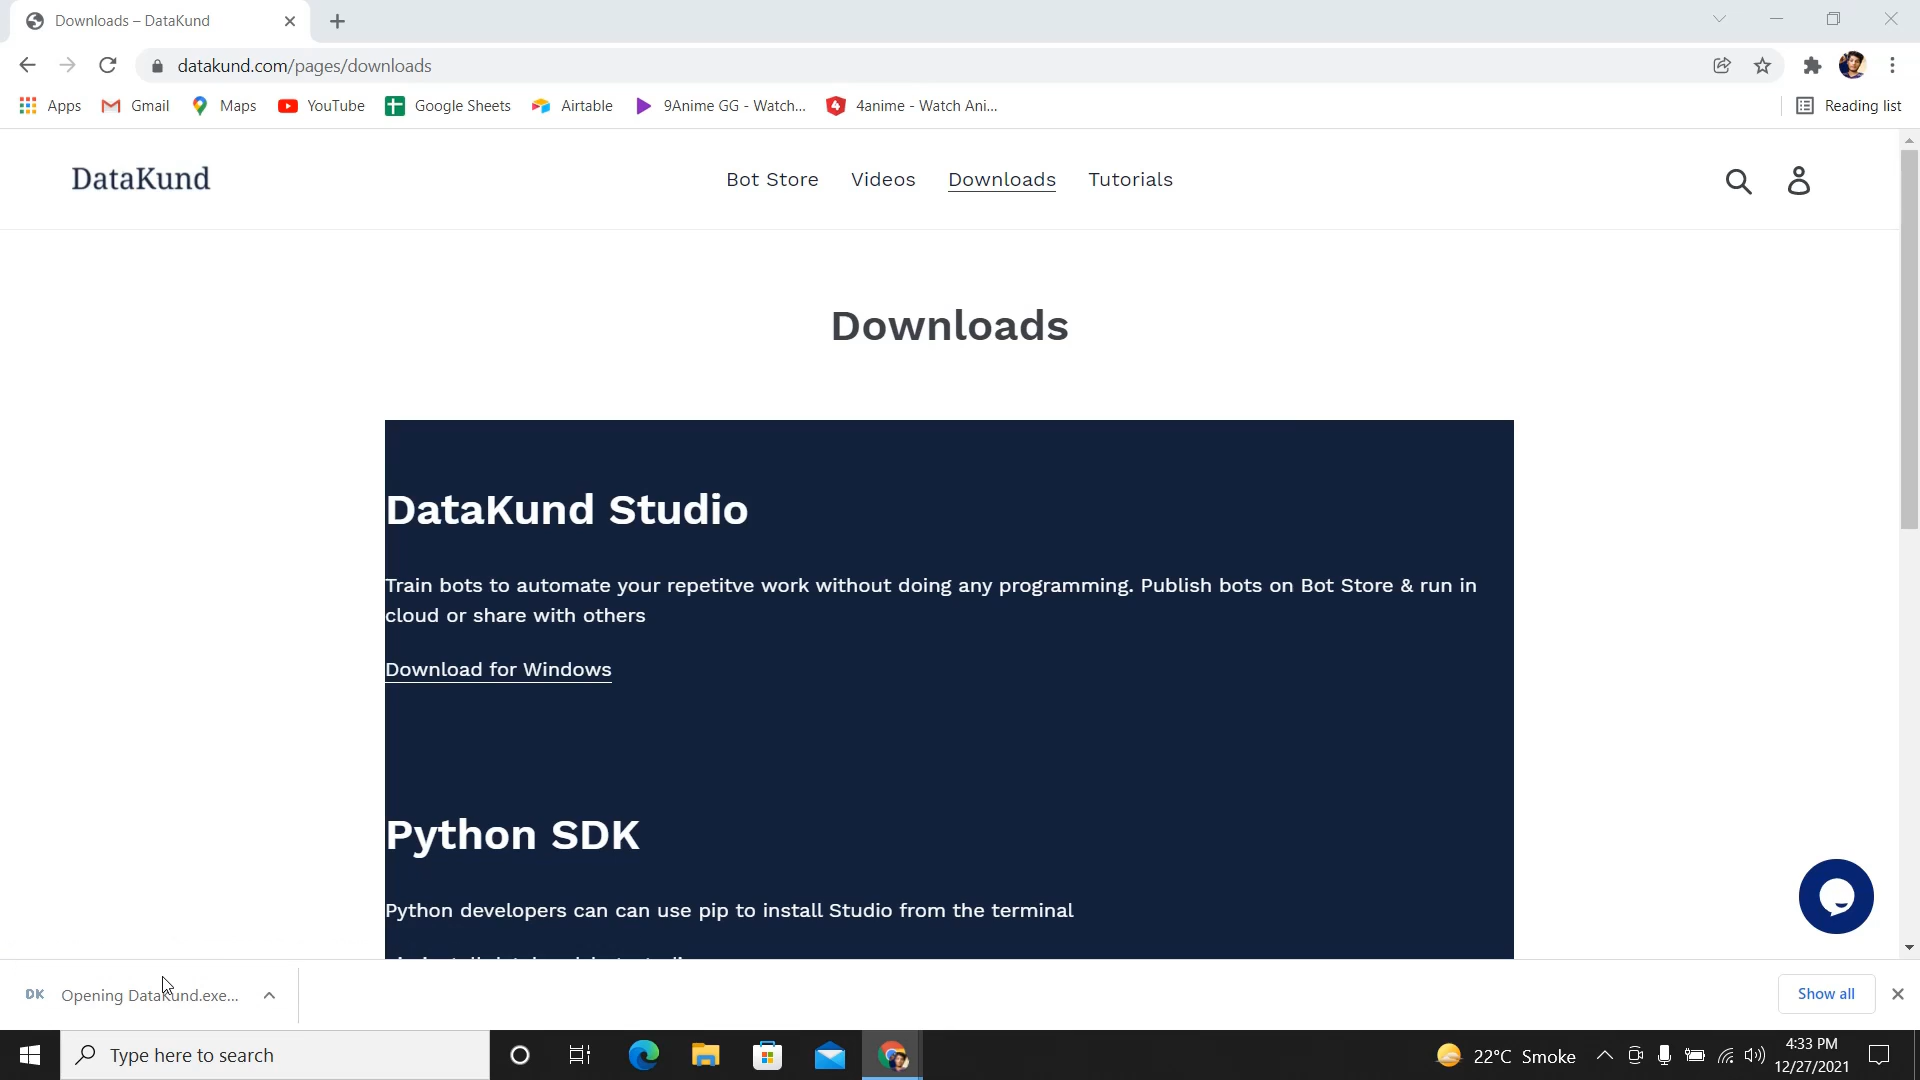 Downloads – DataKund
datakund.com/pages/downloads
Apps
Gmail
Maps
YouTube
Google Sheets
Airtable
9Anime GG - Watch...
4anime - Watch Ani...
Reading list
DataKund
Bot Store
Videos
Downloads
Tutorials
Downloads
DataKund Studio
Train bots to automate your repetitve work without doing any programming. Publish bots on Bot Store & run in
cloud or share with others
Download for Windows
Python SDK
Python developers can can use pip to install Studio from the terminal
DK
Opening DataKund.exe...
Show all
Type here to search
22°C Smoke
4:33 PM
12/27/2021